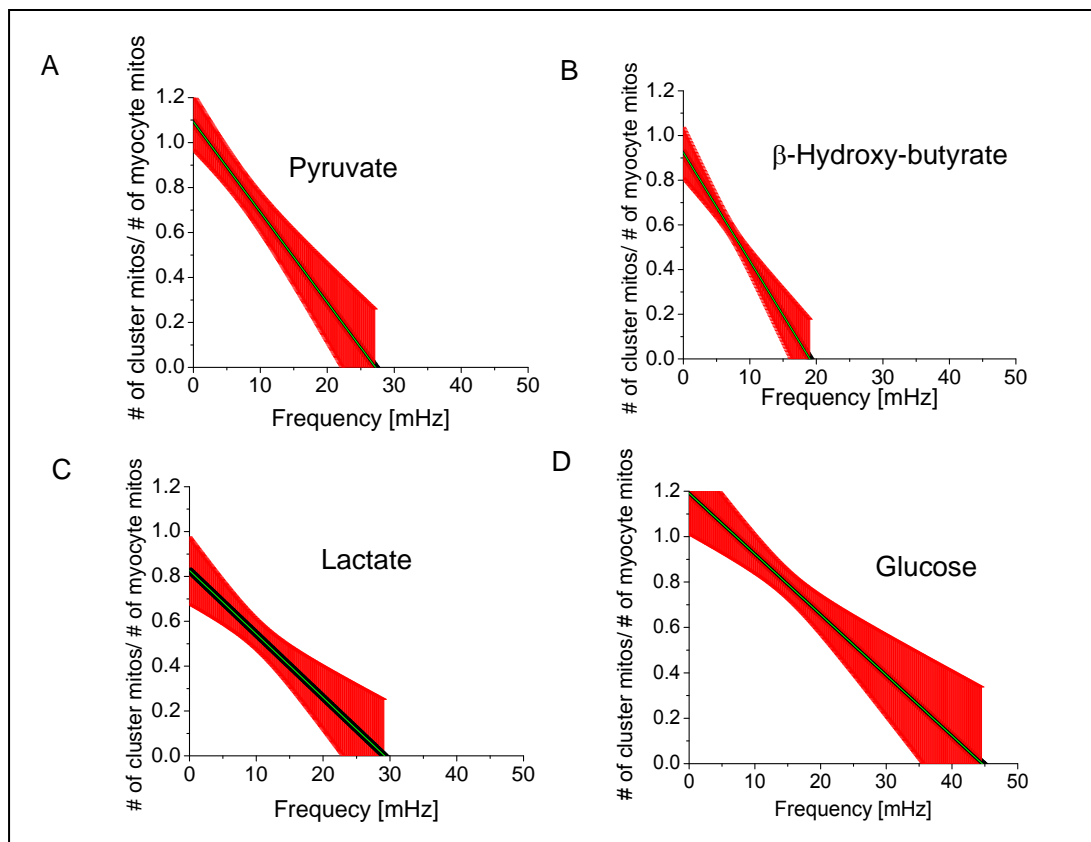 A
# of cluster mitos/ # of myocyte mitos
1.2
1.0
0.8
0.6
0.4
0.2
0.0
Pyruvate
0 10 20 30 40 50
Frequency [mHz]
B
# of cluster mitos/ # of myocyte mitos
1.2
1.0
0.8
0.6
0.4
0.2
0.0
β-Hydroxy-butyrate
0 10 20 30 40 50
Frequency [mHz]
C
# of cluster mitos/ # of myocyte mitos
1.2
1.0
0.8
0.6
0.4
0.2
0.0
Lactate
0 10 20 30 40 50
Frequecy [mHz]
D
# of cluster mitos/ # of myocyte mitos
1.2
1.0
0.8
0.6
0.4
0.2
0.0
Glucose
0 10 20 30 40 50
Frequency [mHz]